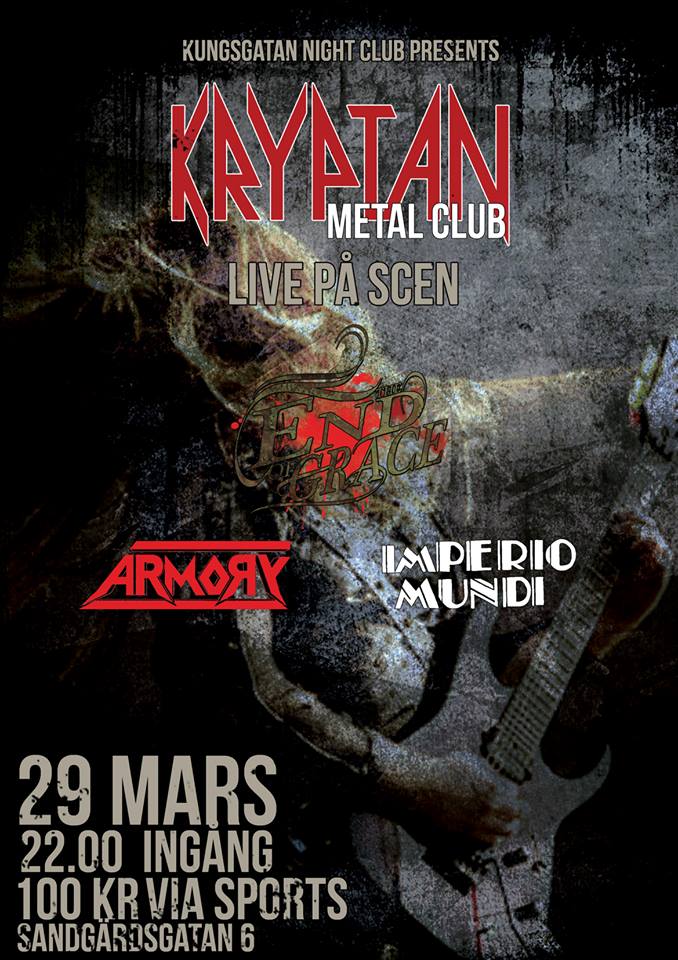 KUNGSGATAN NIGHT CLUB PRESENTS
KRYPTAN
METAL CLUB
LIVE PÅ SCEN
THE
END
OF GRACE
ARMORY
IMPERIO
MUNDI
29 MARS
22.00 INGÅNG
100 KR VIA SPORTS
SANDGÄRDSGATAN 6